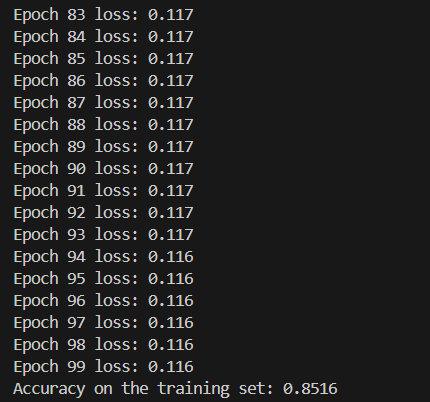 Epoch 83 loss: 0.117
Epoch 84 loss: 0.117
Epoch 85 loss: 0.117
Epoch 86 loss: 0.117
Epoch 87 loss: 0.117
Epoch 88 loss: 0.117
Epoch 89 loss: 0.117
Epoch 90 loss: 0.117
Epoch 91 loss: 0.117
Epoch 92 loss: 0.117
Epoch 93 loss: 0.117
Epoch 94 loss: 0.116
Epoch 95 loss: 0.116
Epoch 96 loss: 0.116
Epoch 97 loss: 0.116
Epoch 98 loss: 0.116
Epoch 99 loss: 0.116
Accuracy on the training set: 0.8516